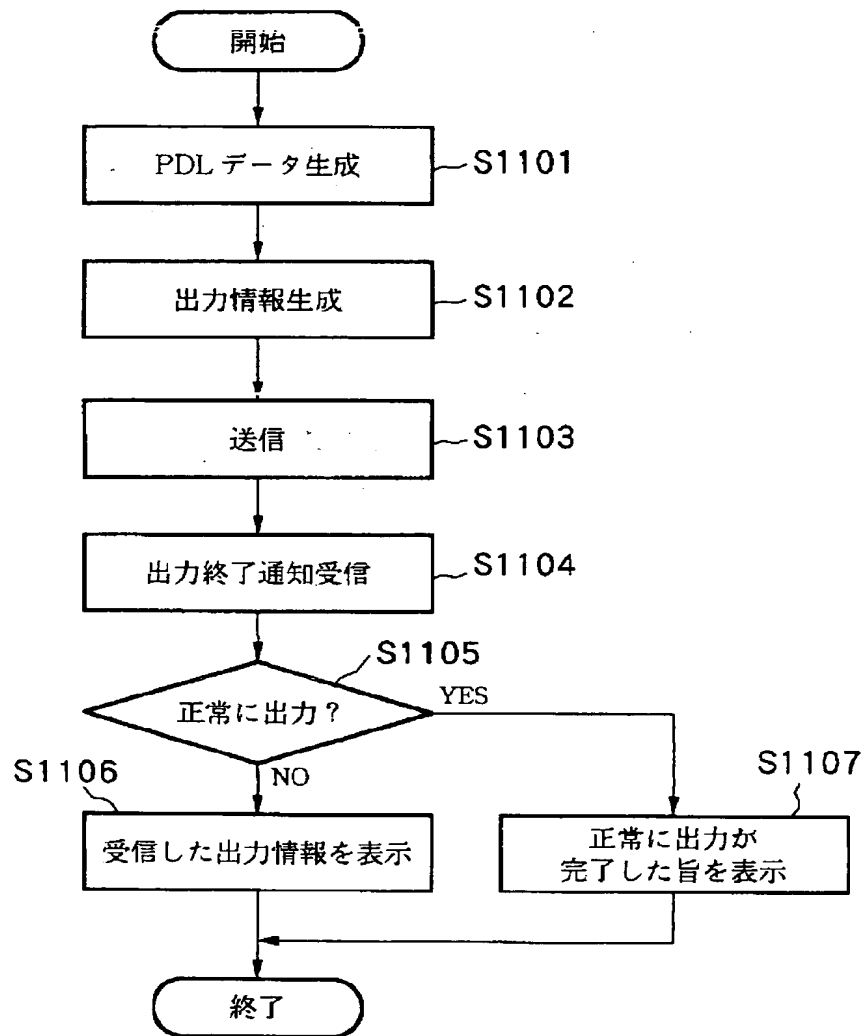 開始
PDL データ生成
S1101
出力情報生成
S1102
送信
S1103
出力終了通知受信
S1104
S1105
正常に出力？
YES
NO
S1106
受信した出力情報を表示
S1107
正常に出力が
完了した旨を表示
終了